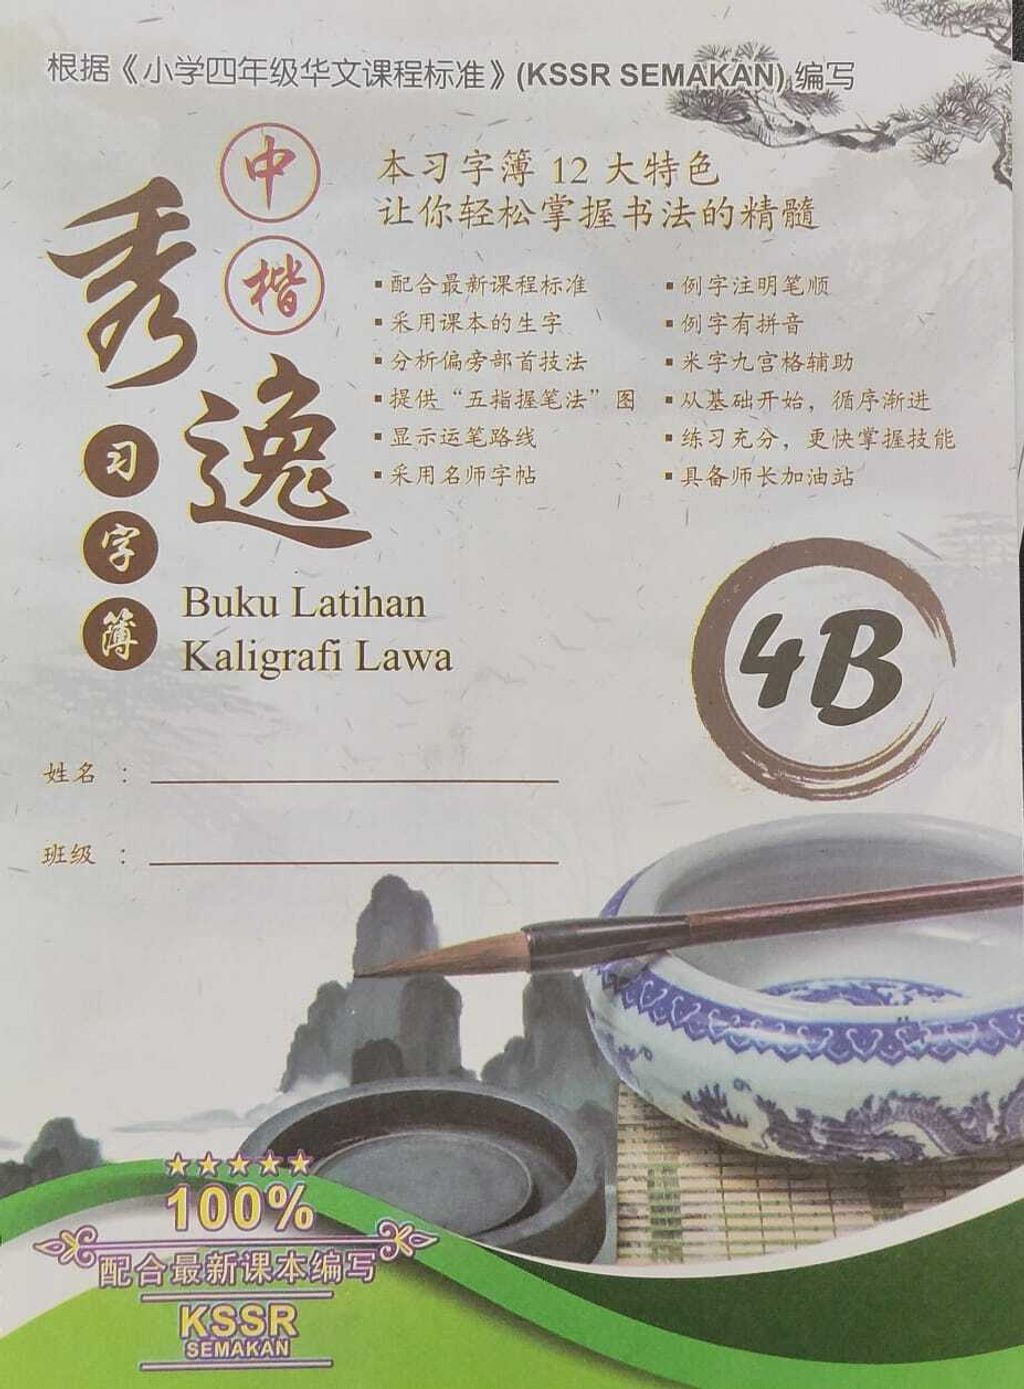 根据《小学四年级华文课程标准》(KSSR SEMAKAN) 编写
中楷
秀逸
习字簿
Buku Latihan
Kaligrafi Lawa
本习字簿 12 大特色
让你轻松掌握书法的精髓
▪ 配合最新课程标准
▪ 采用课本的生字
▪ 分析偏旁部首技法
▪ 提供“五指握笔法”图
▪ 显示运笔路线
▪ 采用名师字帖
▪ 例字注明笔顺
▪ 例字有拼音
▪ 米字九宫格辅助
▪ 从基础开始，循序渐进
▪ 练习充分，更快掌握技能
▪ 具备师长加油站
4B
姓名 ：
班级 ：
100%
配合最新课本编写
KSSR
SEMAKAN